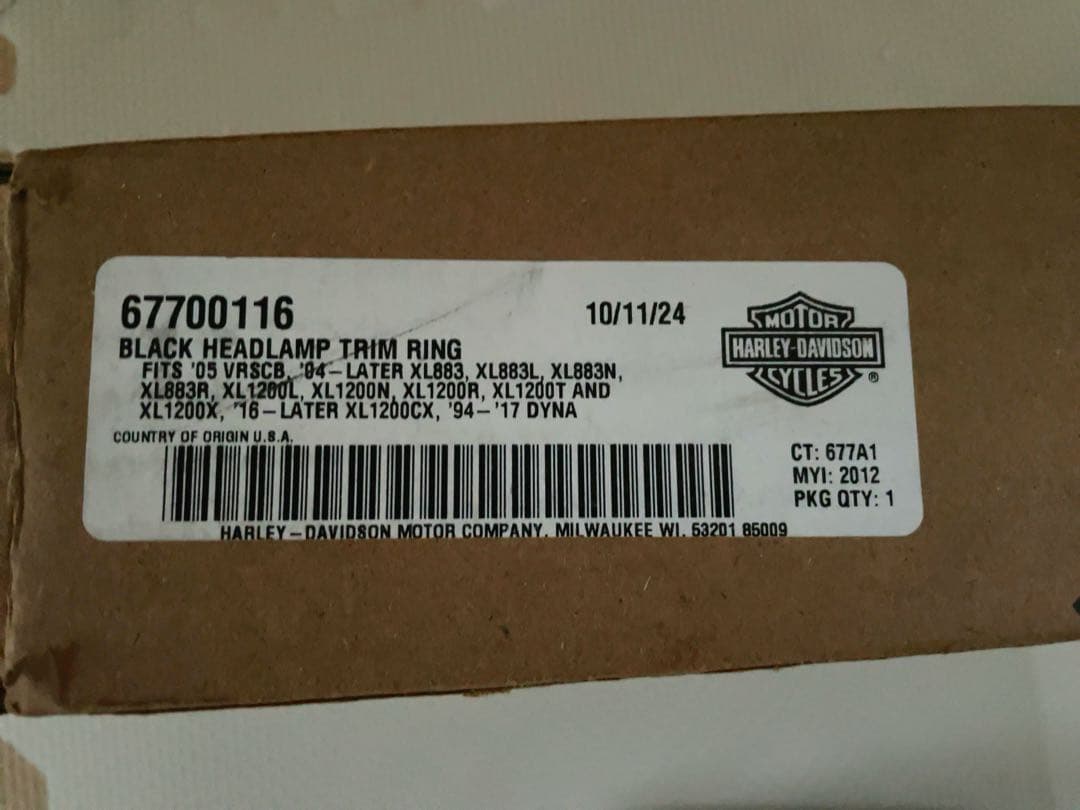 67700116
10/11/24
BLACK HEADLAMP TRIM RING
FITS '05 VRSCB, '04-LATER XL883, XL883L, XL883N,
XL883R, XL1200L, XL1200N, XL1200R, XL1200T AND
XL1200X, '16-LATER XL1200CX, '94-'17 DYNA
COUNTRY OF ORIGIN U.S.A.
MOTOR
HARLEY-DAVIDSON
CYCLES ®
CT: 677A1
MYI: 2012
PKG QTY: 1
HARLEY-DAVIDSON MOTOR COMPANY, MILWAUKEE WI. 53201 85009